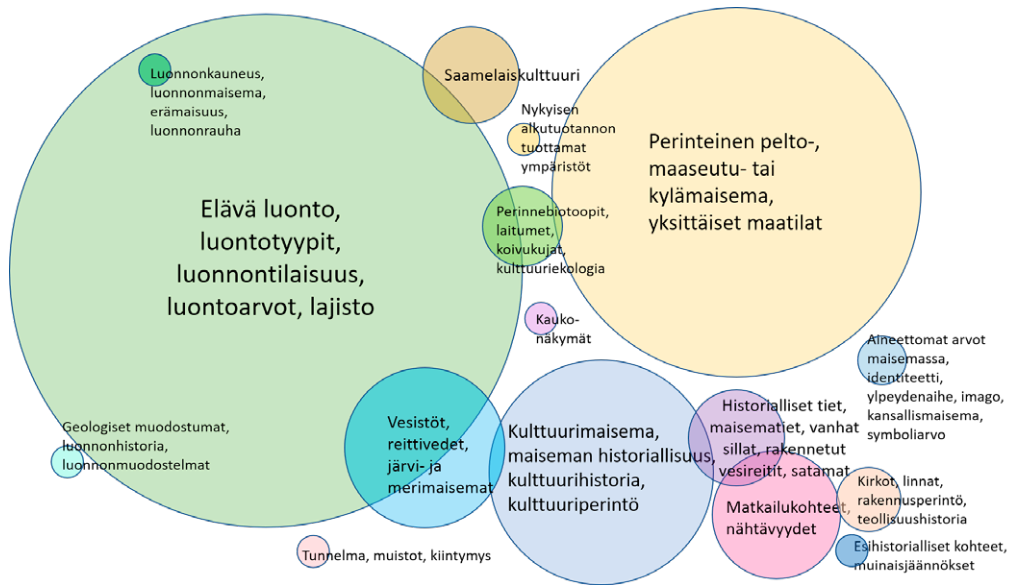 Luonnonkauneus,
luonnonmaisema,
erämaisuus,
luonnonrauha
Saamelaiskulttuuri
Nykyisen
alkutuotannon
tuottamat
ympäristöt
Perinteinen pelto-,
maaseutu- tai
kylämaisema,
yksittäiset maatilat
Elävä luonto,
luontotyypit,
luonnontilaisuus,
luontoarvot, lajisto
Perinnebiotoopit,
laitumet,
koivukujat,
kulttuuriekologia
Kauko-
näkymät
Aineettomat arvot
maisemassa,
identiteetti,
ylpeydenaihe, imago,
kansallismaisema,
symboliarvo
Geologiset muodostumat,
luonnonhistoria,
luonnonmuodostelmat
Vesistöt,
reittivedet,
järvi- ja
merimaisemat
Kulttuurimaisema,
maiseman historiallisuus,
kulttuurihistoria,
kulttuuriperintö
Historialliset tiet,
maisematiet, vanhat
sillat, rakennetut
vesireitit, satamat
Matkailukohteet,
nähtävyydet
Kirkot, linnat,
rakennusperintö,
teollisuushistoria
Esihistorialliset kohteet,
muinaisjäännökset
Tunnelma, muistot, kiintymys